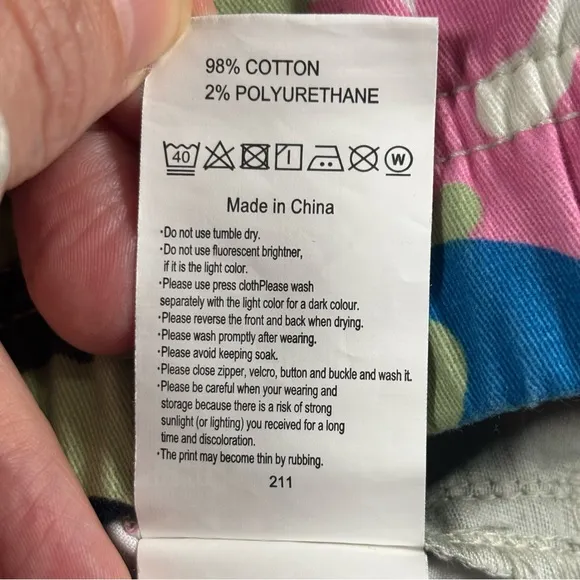 98% COTTON
2% POLYURETHANE
40 W
Made in China
·Do not use tumble dry.
·Do not use fluorescent brightner,
if it is the light color.
·Please use press clothPlease wash
separately with the light color for a dark colour.
·Please reverse the front and back when drying.
·Please wash promptly after wearing.
·Please avoid keeping soak.
·Please close zipper, velcro, button and buckle and wash it.
·Please be careful when your wearing and
storage because there is a risk of strong
sunlight (or lighting) you received for a long
time and discoloration.
·The print may become thin by rubbing.
211